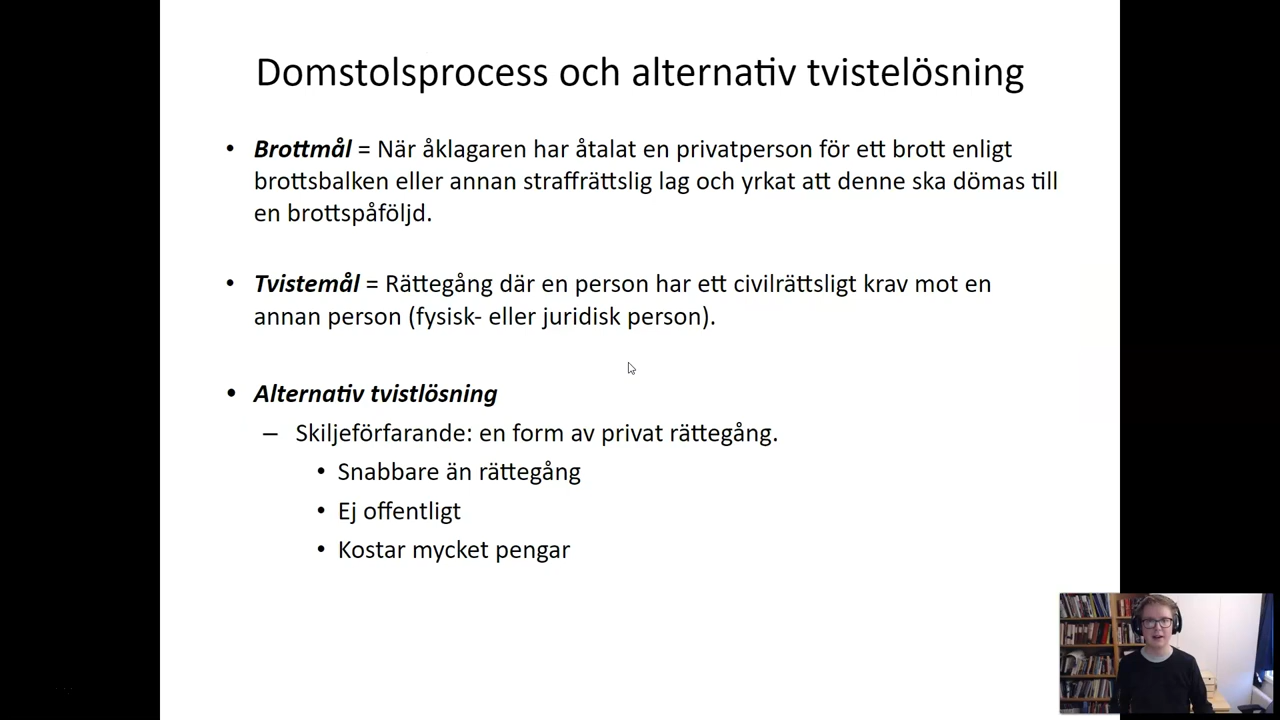 Domstolsprocess och alternativ tvistelösning
• Brottmål = När åklagaren har åtalat en privatperson för ett brott enligt
brottsbalken eller annan straffrättslig lag och yrkat att denne ska dömas till
en brottspåföljd.
• Tvistemål = Rättegång där en person har ett civilrättsligt krav mot en
annan person (fysisk- eller juridisk person).
• Alternativ tvistlösning
– Skiljeförfarande: en form av privat rättegång.
• Snabbare än rättegång
• Ej offentligt
• Kostar mycket pengar